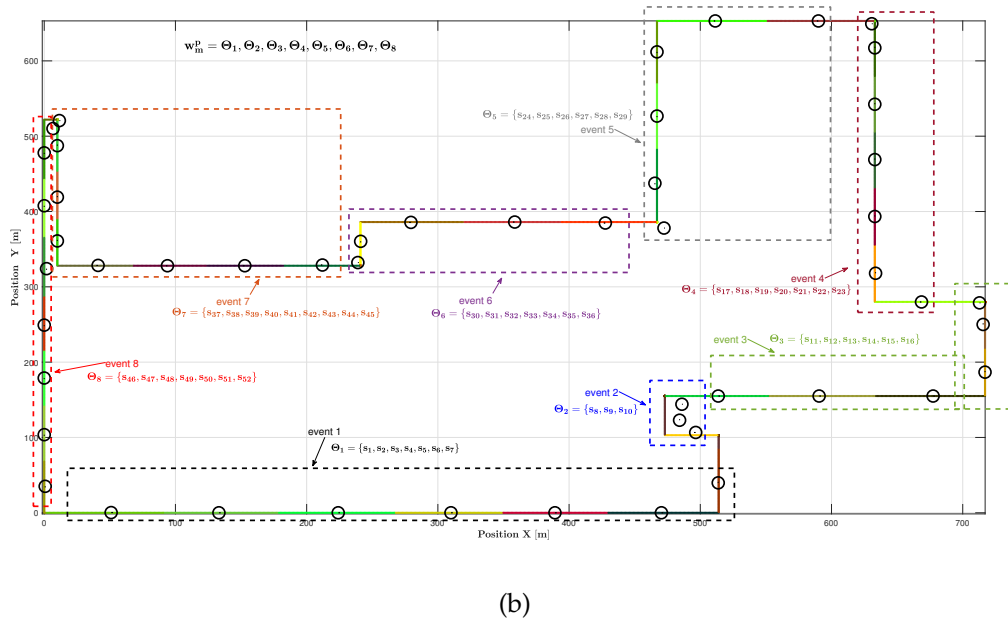 w_m^p = Θ₁, Θ₂, Θ₃, Θ₄, Θ₅, Θ₆, Θ₇, Θ₈
600
Θ₅ = {s₂₄, s₂₅, s₂₆, s₂₇, s₂₈, s₂₉}
event 5
500
400
event 4
Θ₄ = {s₁₇, s₁₈, s₁₉, s₂₀, s₂₁, s₂₂, s₂₃}
event 7
Θ₇ = {s₃₇, s₃₈, s₃₉, s₄₀, s₄₁, s₄₂, s₄₃, s₄₄, s₄₅}
event 6
Θ₆ = {s₃₀, s₃₁, s₃₂, s₃₃, s₃₄, s₃₅, s₃₆}
300
event 3
Θ₃ = {s₁₁, s₁₂, s₁₃, s₁₄, s₁₅, s₁₆}
200
event 8
Θ₈ = {s₄₆, s₄₇, s₄₈, s₄₉, s₅₀, s₅₁, s₅₂}
event 2
Θ₂ = {s₈, s₉, s₁₀}
100
event 1
Θ₁ = {s₁, s₂, s₃, s₄, s₅, s₆, s₇}
0
0 100 200 300 400 500 600 700
Position X [m]
Position Y [m]
(b)